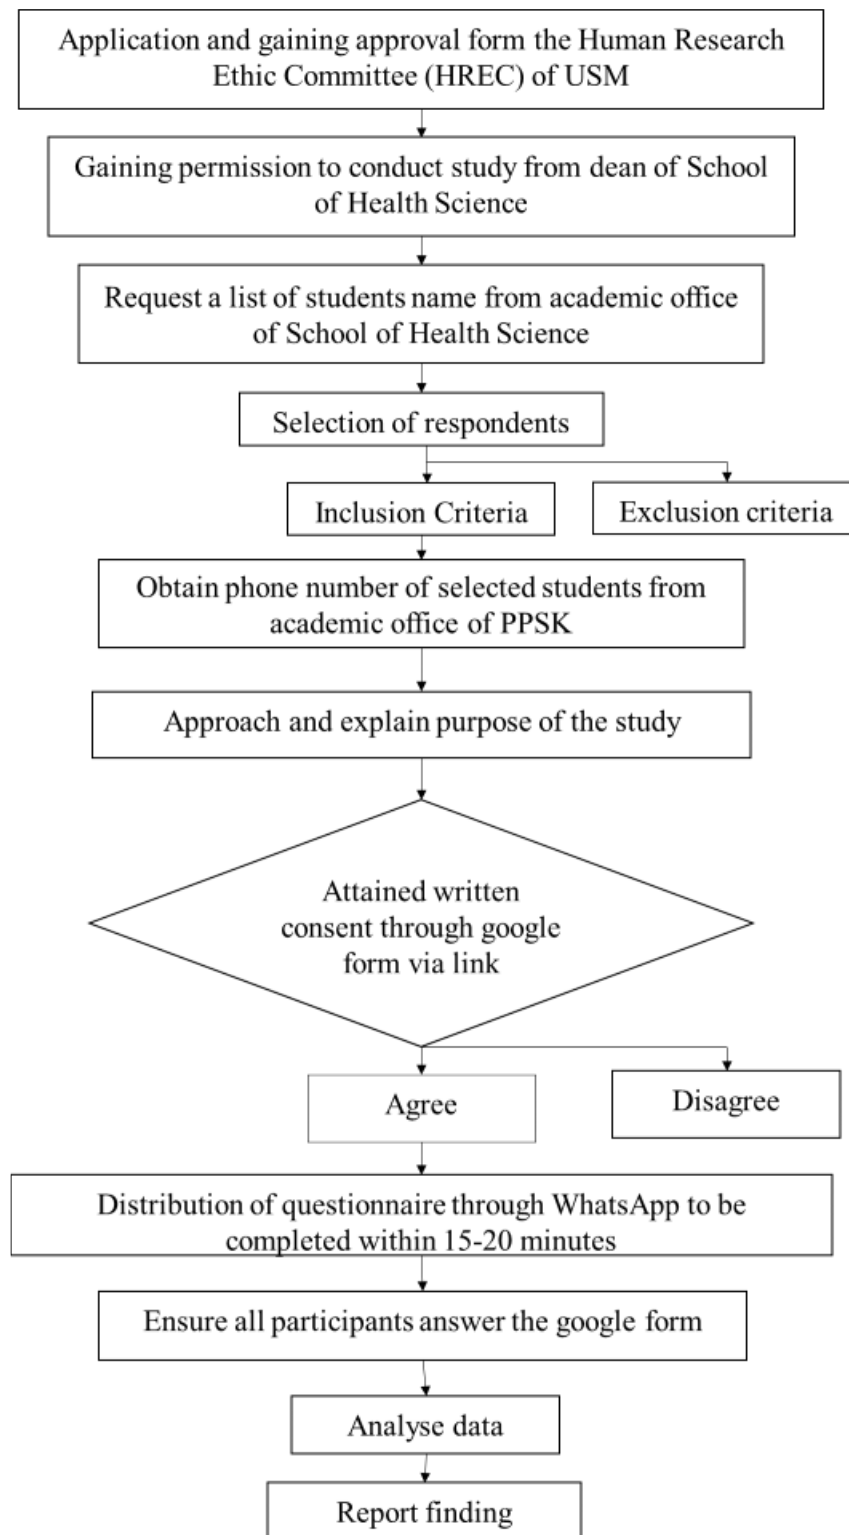 Application and gaining approval form the Human Research
Ethic Committee (HREC) of USM
Gaining permission to conduct study from dean of School
of Health Science
Request a list of students name from academic office
of School of Health Science
Selection of respondents
Inclusion Criteria
Exclusion criteria
Obtain phone number of selected students from
academic office of PPSK
Approach and explain purpose of the study
Attained written
consent through google
form via link
Agree
Disagree
Distribution of questionnaire through WhatsApp to be
completed within 15-20 minutes
Ensure all participants answer the google form
Analyse data
Report finding